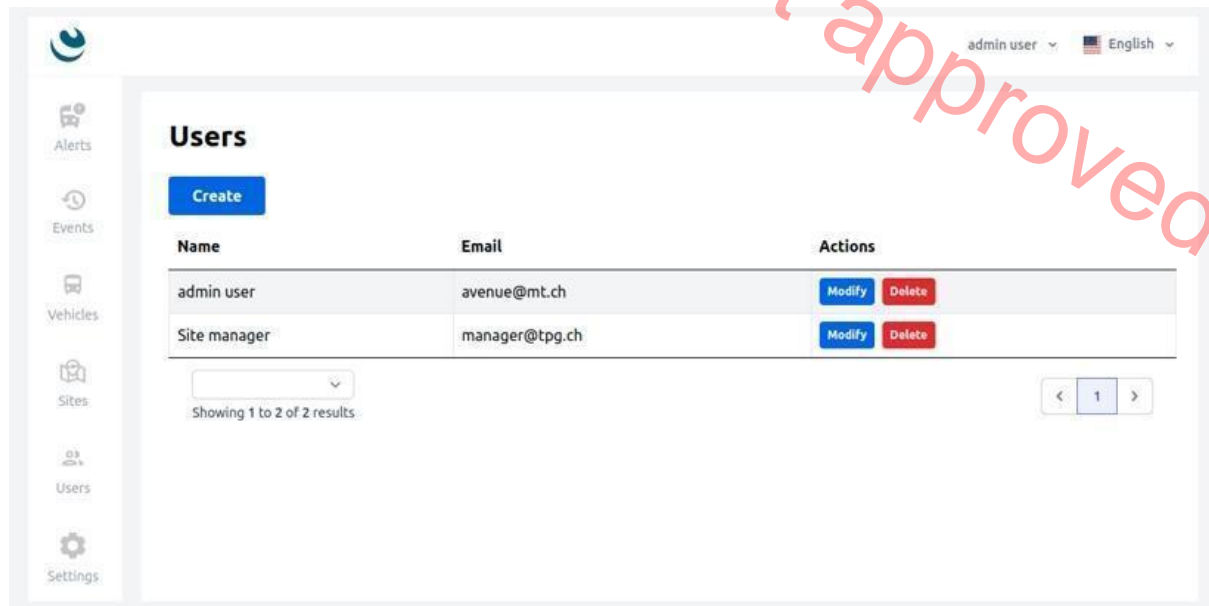 admin user
English
t approved
Alerts
Events
Vehicles
Sites
Users
Settings
Users
Create
Name Email Actions
admin user avenue@mt.ch Modify Delete
Site manager manager@tpg.ch Modify Delete
Showing 1 to 2 of 2 results
< 1 >